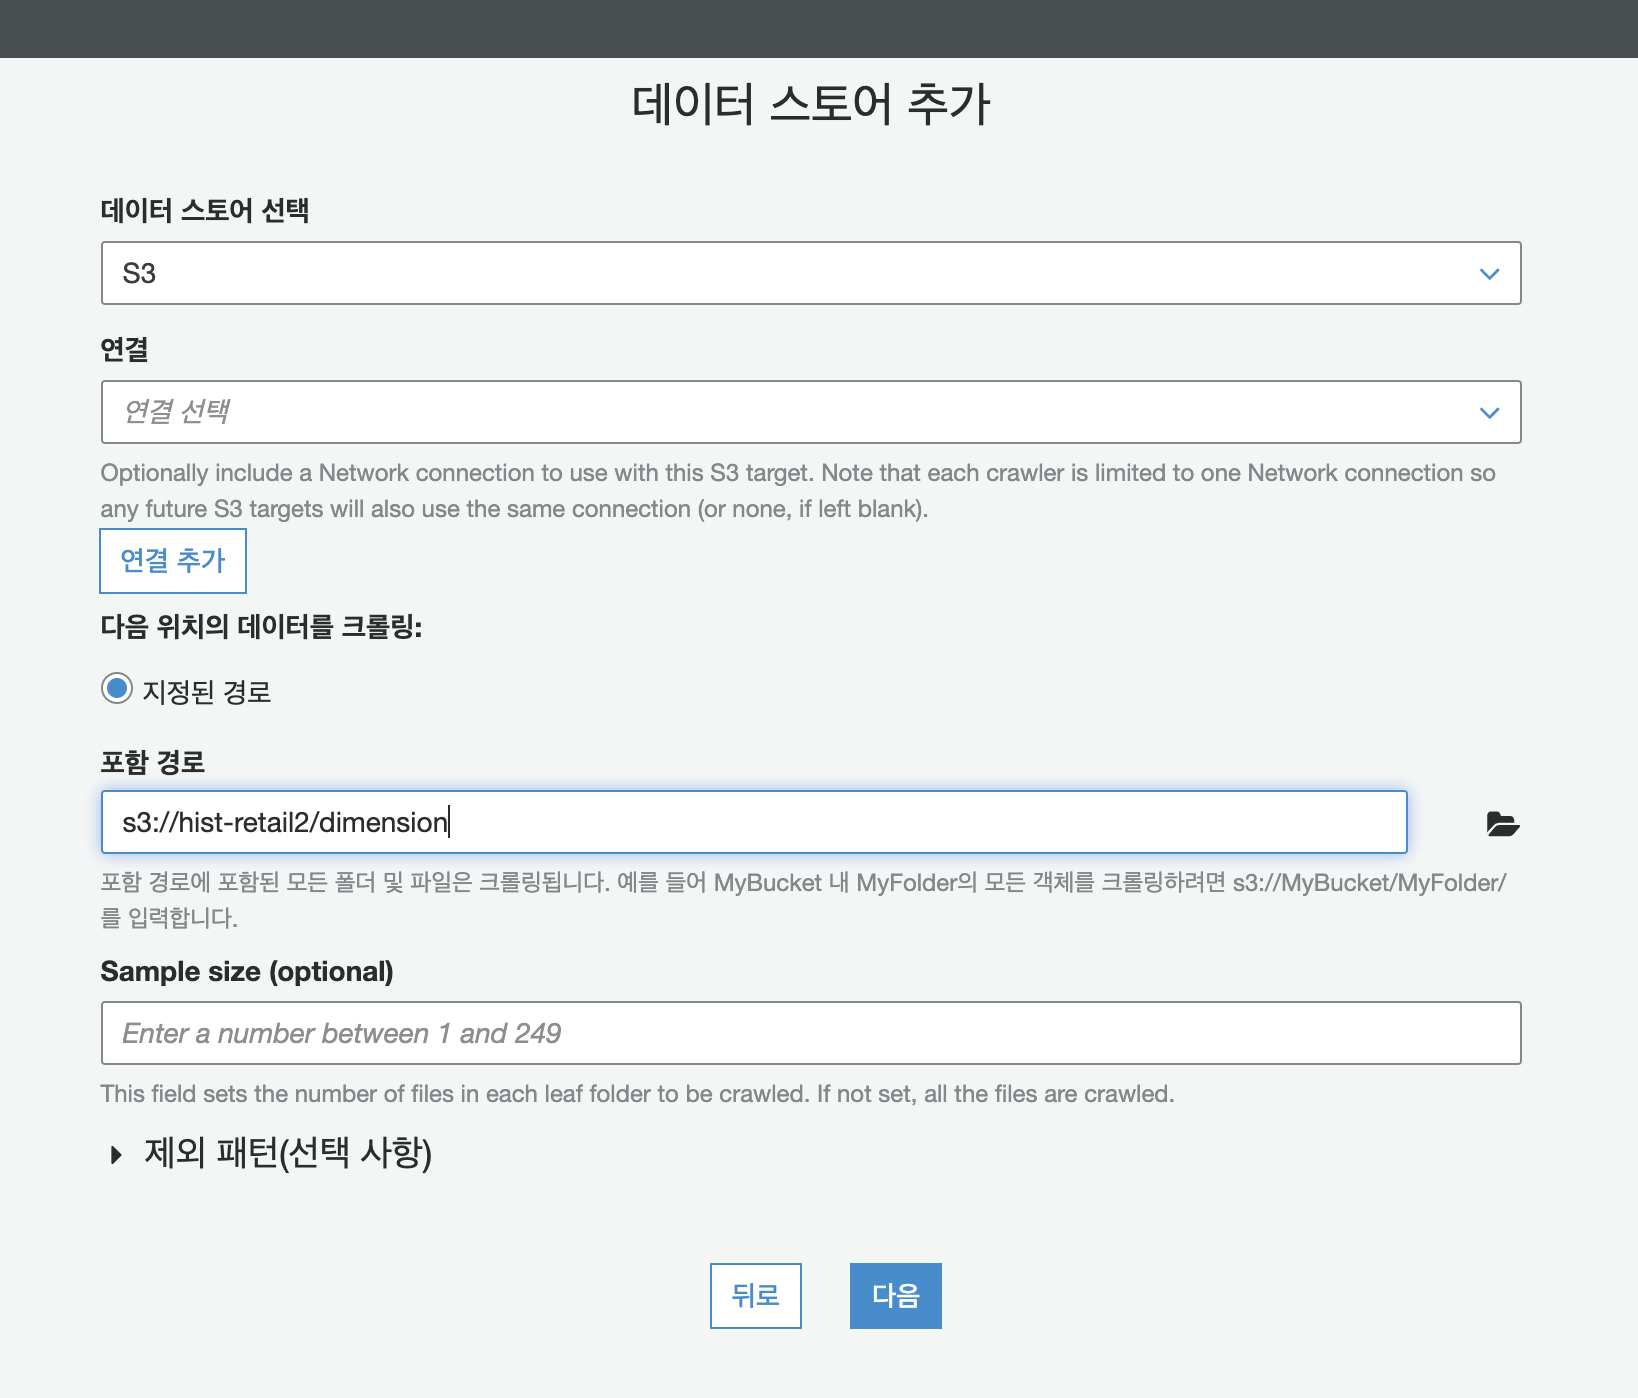 데이터 스토어 추가
데이터 스토어 선택
S3
연결
연결 선택
Optionally include a Network connection to use with this S3 target. Note that each crawler is limited to one Network connection so
any future S3 targets will also use the same connection (or none, if left blank).
연결 추가
다음 위치의 데이터를 크롤링:
지정된 경로
포함 경로
s3://hist-retail2/dimension
포함 경로에 포함된 모든 폴더 및 파일은 크롤링됩니다. 예를 들어 MyBucket 내 MyFolder의 모든 객체를 크롤링하려면 s3://MyBucket/MyFolder/
를 입력합니다.
Sample size (optional)
Enter a number between 1 and 249
This field sets the number of files in each leaf folder to be crawled. If not set, all the files are crawled.
제외 패턴(선택 사항)
뒤로
다음